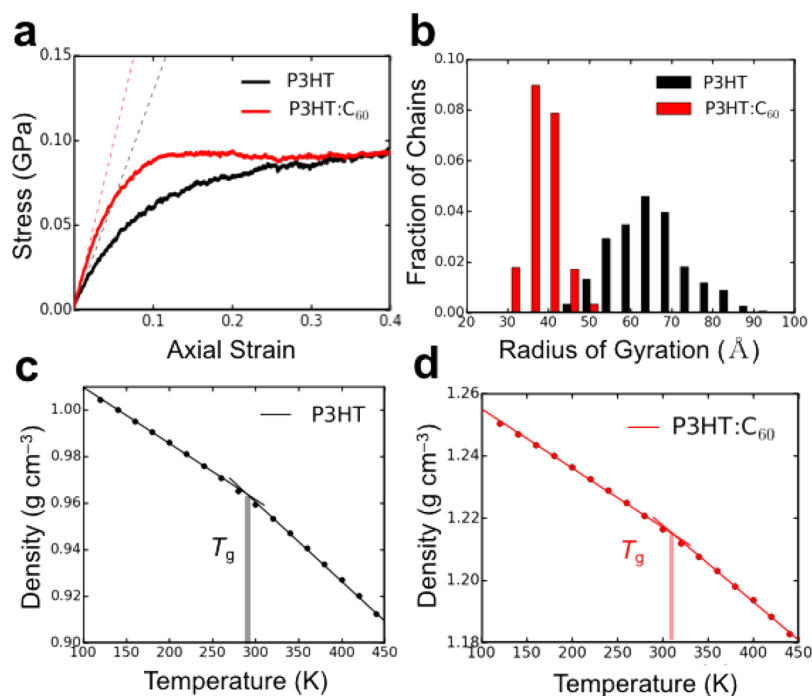 a
0.15
0.10
0.05
0.00
0.1
0.2
0.3
0.4
Stress (GPa)
Axial Strain
P3HT
P3HT:C₆₀
b
0.10
0.08
0.06
0.04
0.02
0.00
20
30
40
50
60
70
80
90
100
Fraction of Chains
Radius of Gyration (Å)
P3HT
P3HT:C₆₀
c
1.00
0.98
0.96
0.94
0.92
0.90
100
150
200
250
300
350
400
450
Density (g cm⁻³)
Temperature (K)
P3HT
Tg
d
1.26
1.24
1.22
1.20
1.18
100
150
200
250
300
350
400
450
Density (g cm⁻³)
Temperature (K)
P3HT:C₆₀
Tg